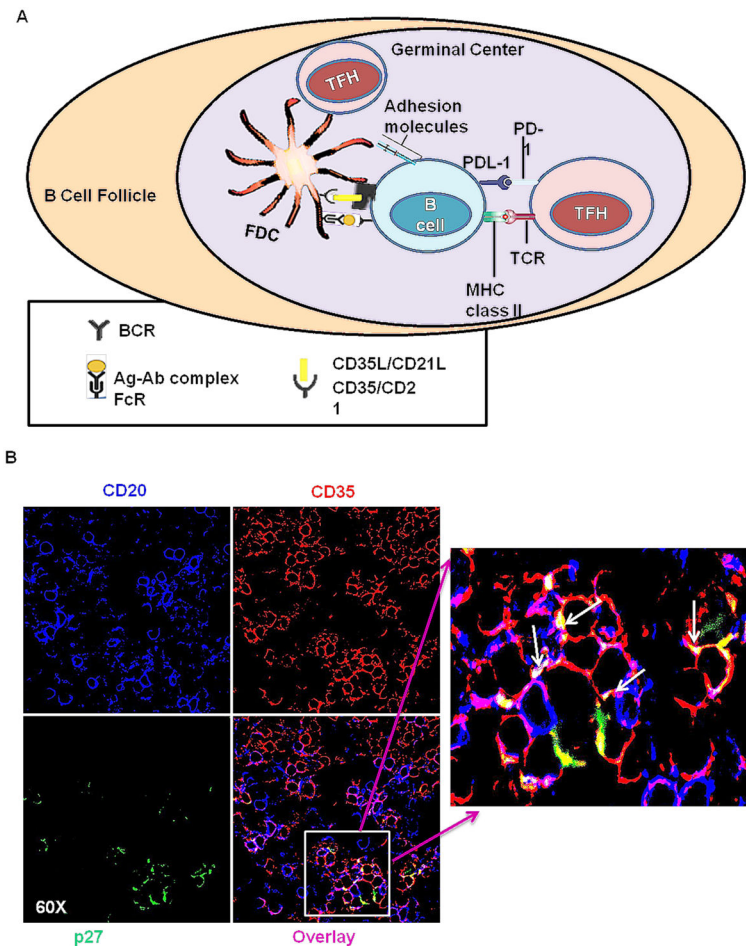 A
Germinal Center
TFH
Adhesion
molecules
PD-
1
PDL-1
B Cell Follicle
B
cell
TFH
FDC
TCR
MHC
class II
BCR
Ag-Ab complex
FcR
CD35L/CD21L
CD35/CD2
1
B
CD20
CD35
60X
p27
Overlay